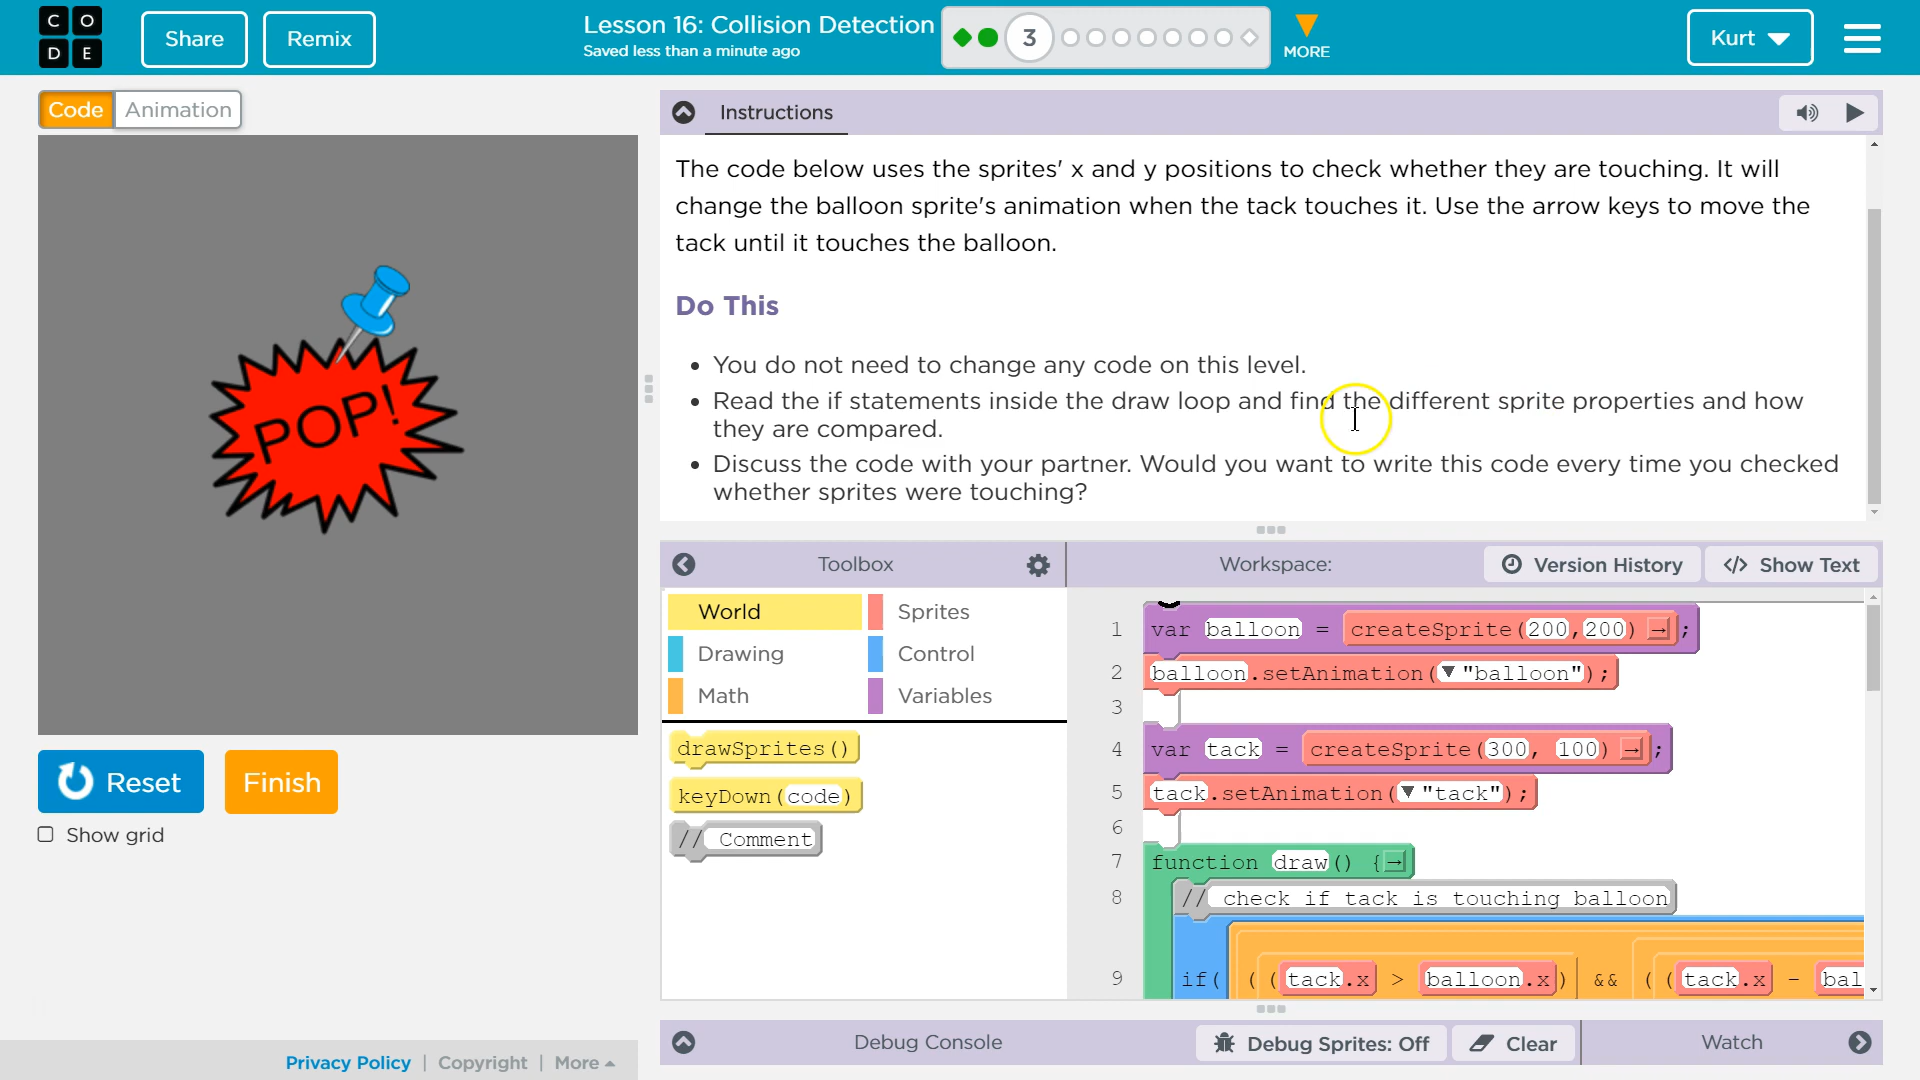 C O
D E
Share
Remix
Lesson 16: Collision Detection
Saved less than a minute ago
3
MORE
Kurt
Code
Animation
Instructions
The code below uses the sprites' x and y positions to check whether they are touching. It will
change the balloon sprite's animation when the tack touches it. Use the arrow keys to move the
tack until it touches the balloon.
Do This
You do not need to change any code on this level.
Read the if statements inside the draw loop and find the different sprite properties and how
they are compared.
Discuss the code with your partner. Would you want to write this code every time you checked
whether sprites were touching?
POP!
Reset
Finish
Show grid
Toolbox
Workspace:
Version History
</> Show Text
World
Sprites
Drawing
Control
Math
Variables
drawSprites()
keyDown(code)
// Comment
1 var balloon = createSprite(200,200) → ;
2 balloon.setAnimation(▼ "balloon");
3
4 var tack = createSprite(300, 100) → ;
5 tack.setAnimation(▼ "tack");
6
7 function draw() {→
8 // check if tack is touching balloon
9 if( ( ( tack.x > balloon.x) && ( ( tack.x - bal
Debug Console
Debug Sprites: Off
Clear
Watch
Privacy Policy | Copyright | More